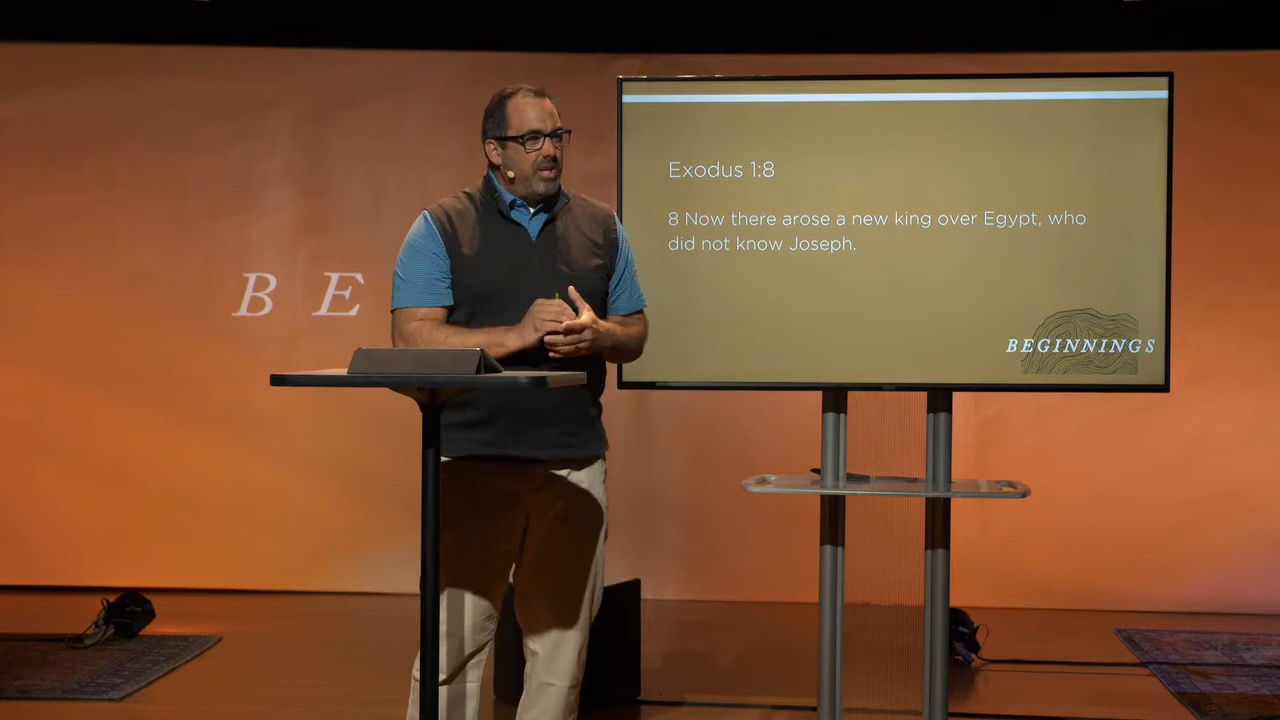 B E
Exodus 1:8
8 Now there arose a new king over Egypt, who
did not know Joseph.
BEGINNINGS